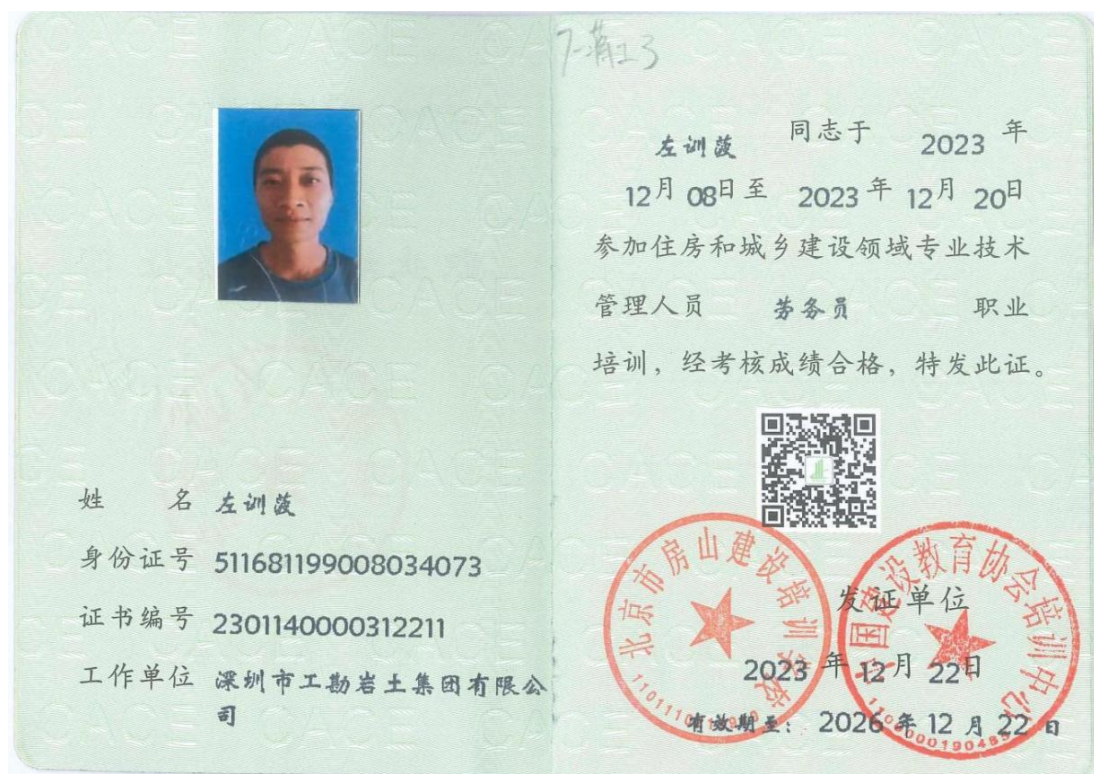 姓 名 左训菠
身份证号 511681199008034073
证书编号 2301140000312211
工作单位 深圳市工勘岩土集团有限公
司
左训菠 同志于 2023 年
12月 08日至 2023 年 12月 20日
参加住房和城乡建设领域专业技术
管理人员 劳务员 职业
培训，经考核成绩合格，特发此证。
北京市房山建设培训学校
中国建设教育协会培训中心
发证单位
2023 年 12月 22日
有效期至： 2026 年 12 月 22 日
CACE